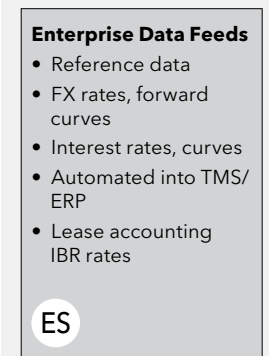 Enterprise Data Feeds
• Reference data
• FX rates, forward
curves
• Interest rates, curves
• Automated into TMS/
ERP
• Lease accounting
IBR rates
ES